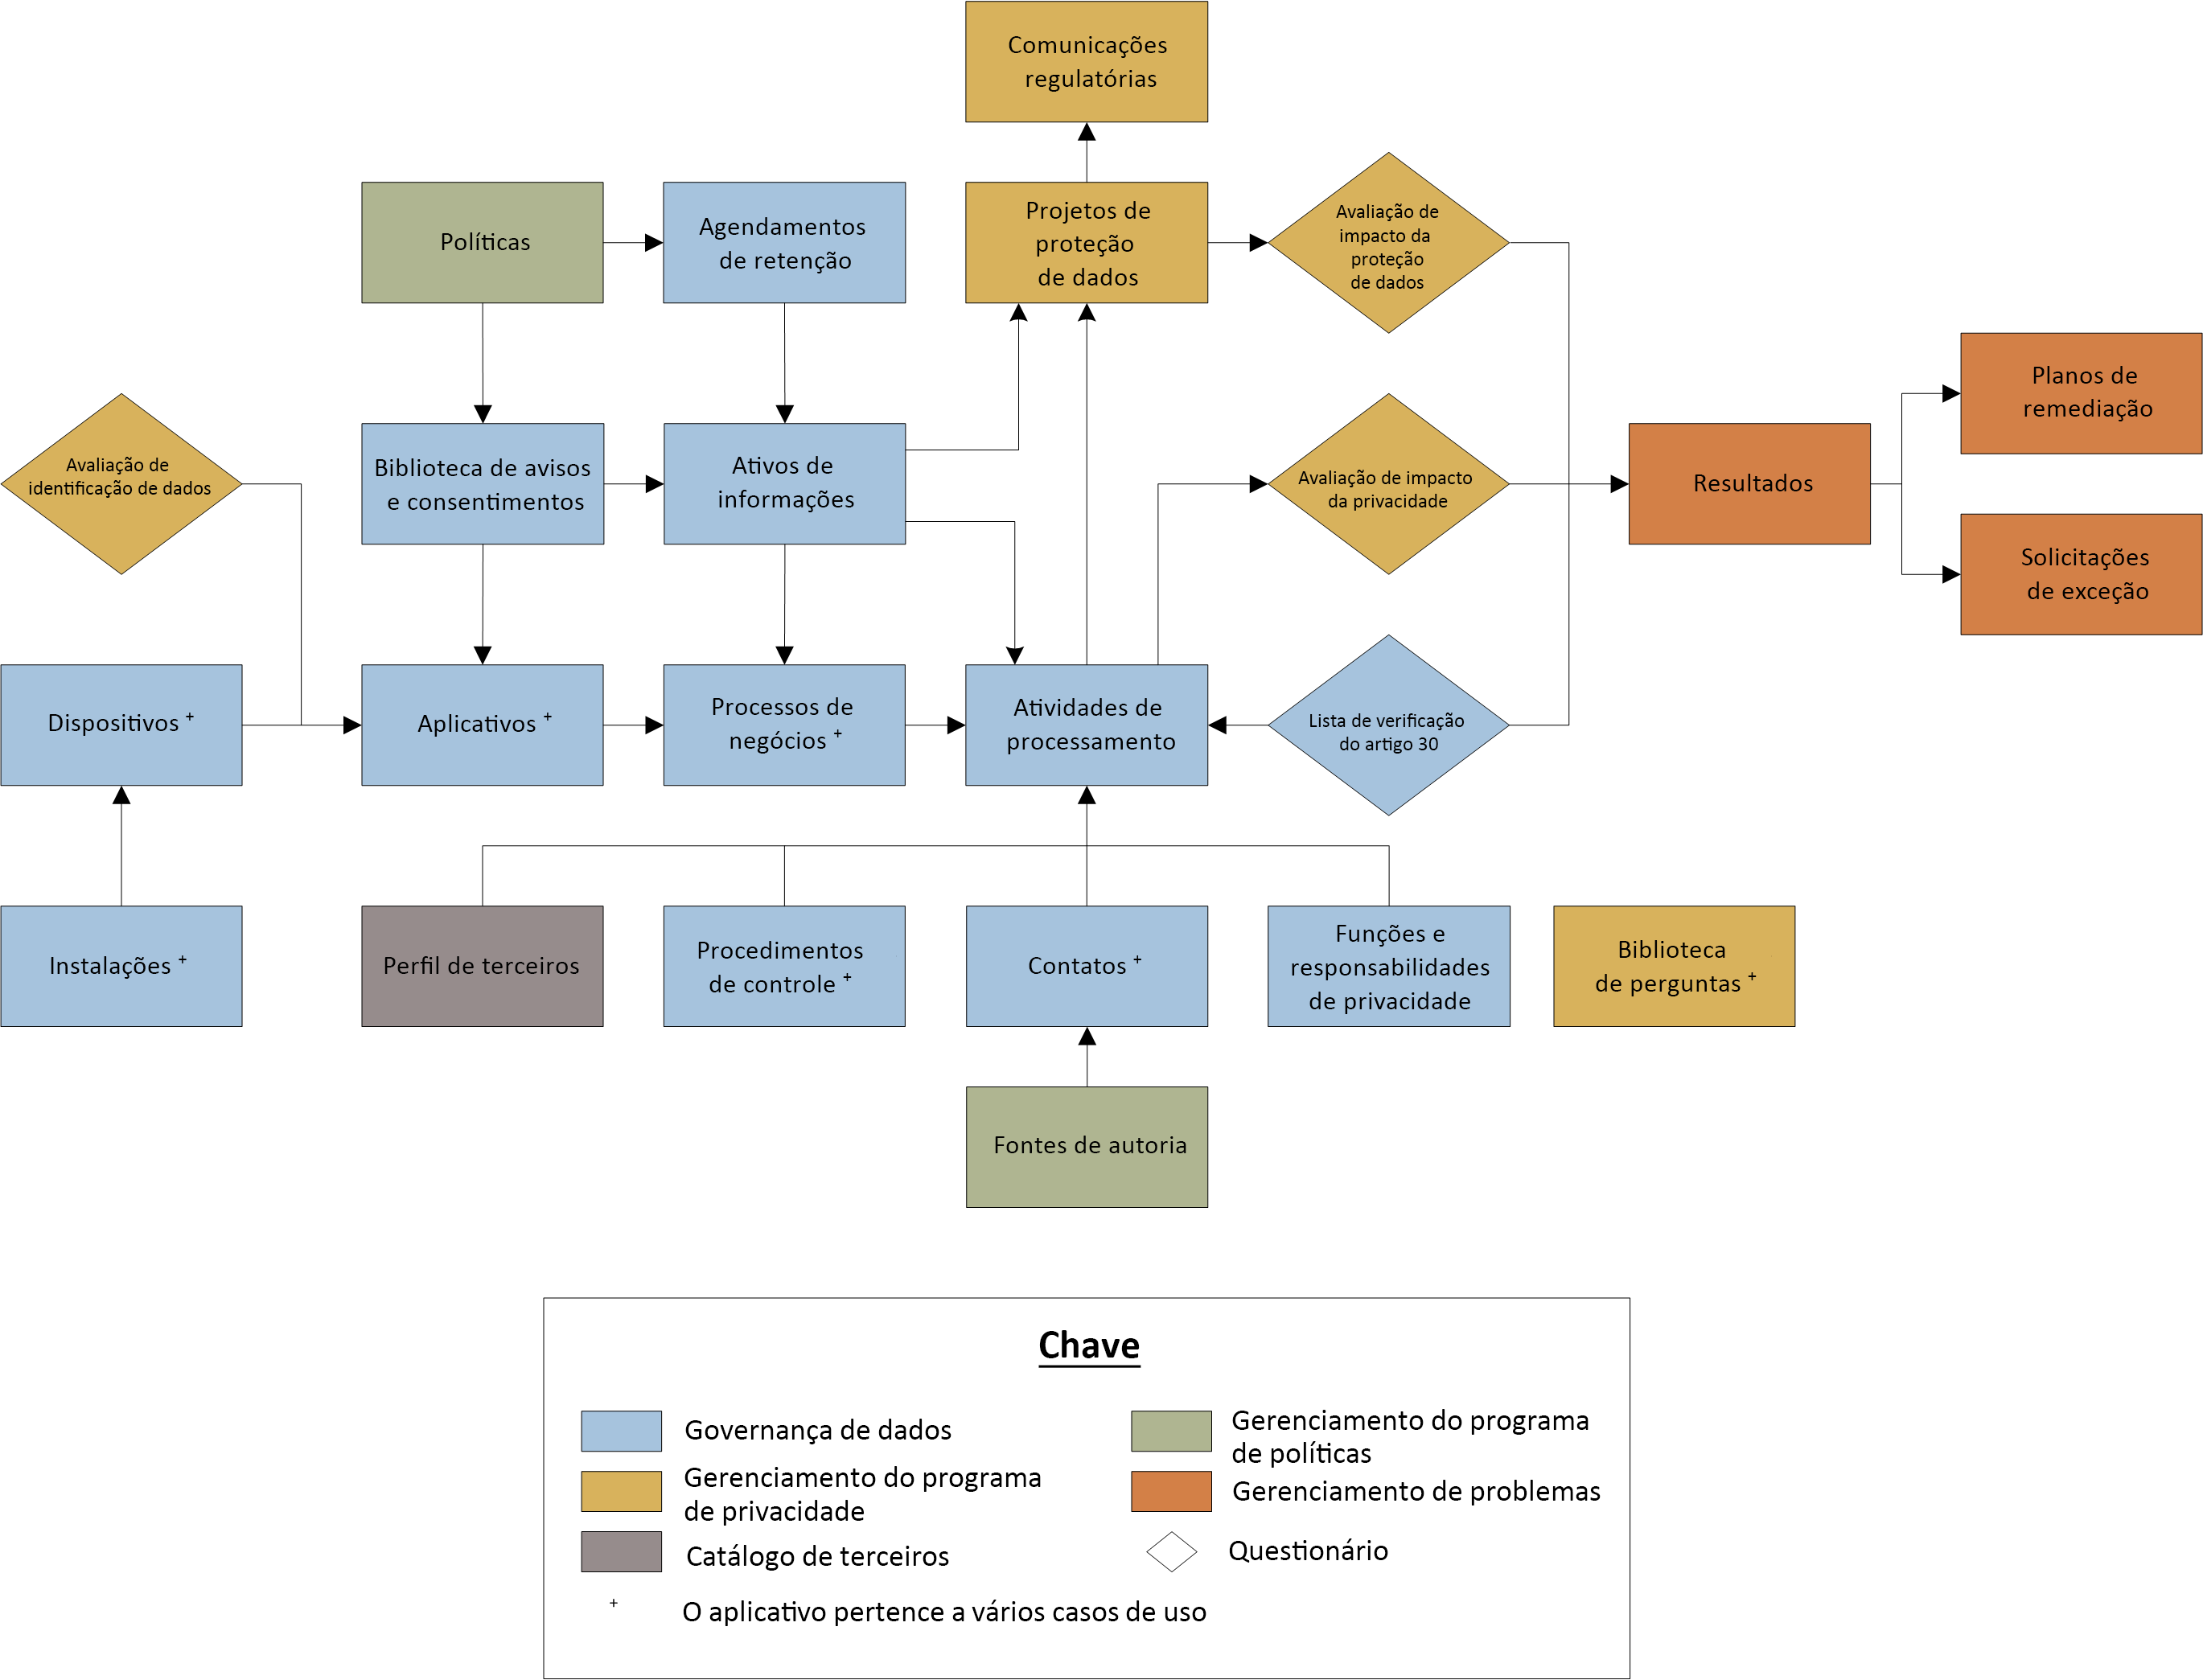 Comunicações
regulatórias
Políticas
Agendamentos
de retenção
Projetos de
proteção
de dados
Avaliação de
impacto da
proteção
de dados
Planos de
remediação
Avaliação de
identificação de dados
Biblioteca de avisos
e consentimentos
Ativos de
informações
Avaliação de impacto
da privacidade
Resultados
Solicitações
de exceção
Dispositivos +
Aplicativos +
Processos de
negócios +
Atividades de
processamento
Lista de verificação
do artigo 30
Instalações +
Perfil de terceiros
Procedimentos
de controle +
Contatos +
Funções e
responsabilidades
de privacidade
Biblioteca
de perguntas +
Fontes de autoria
Chave
Governança de dados
Gerenciamento do programa
de políticas
Gerenciamento do programa
de privacidade
Gerenciamento de problemas
Catálogo de terceiros
Questionário
+ O aplicativo pertence a vários casos de uso